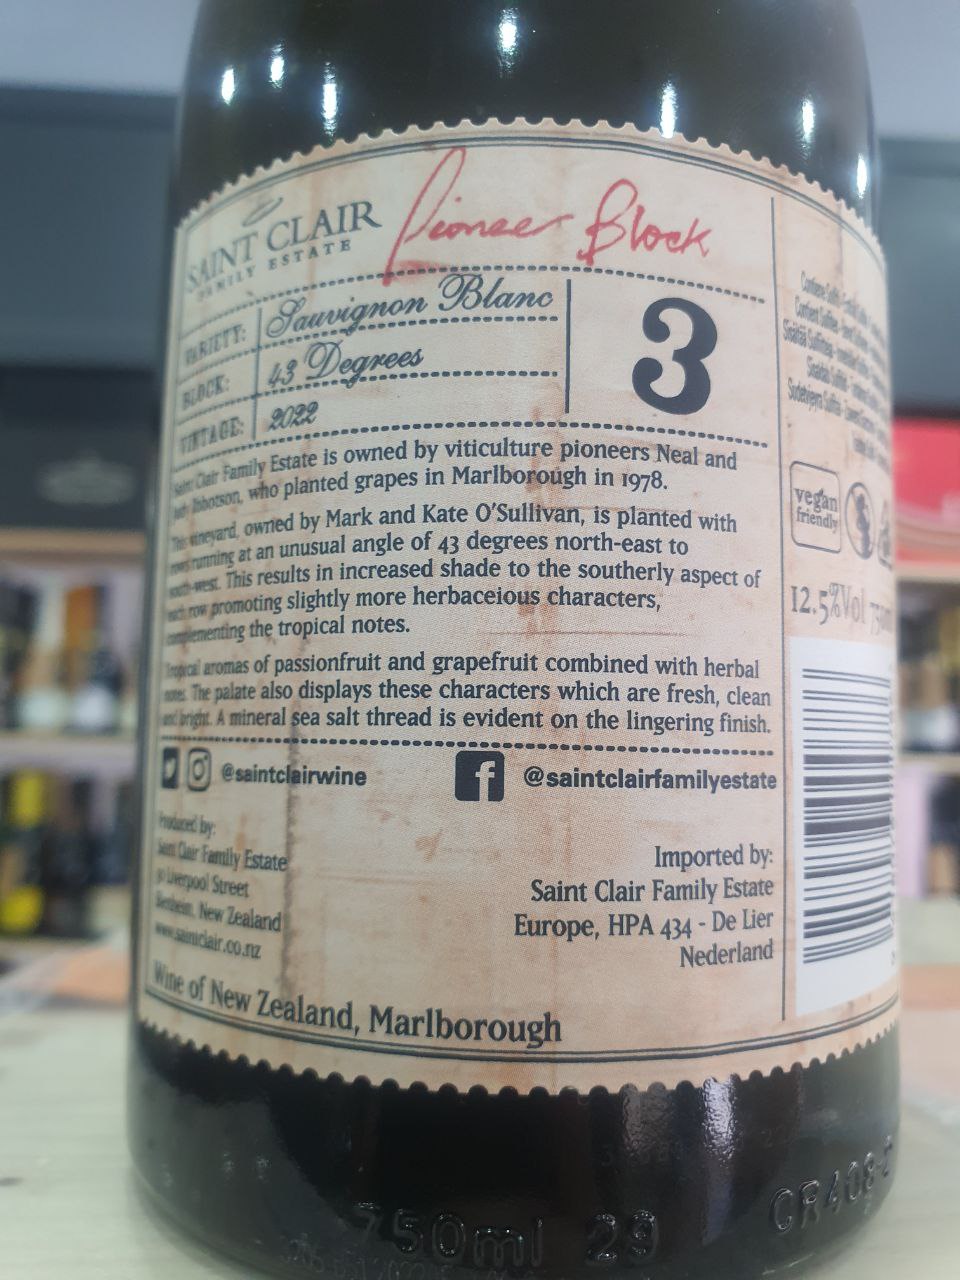 SAINT CLAIR
FAMILY ESTATE
Pioneer Block
VARIETY: Sauvignon Blanc
BLOCK: 43 Degrees
VINTAGE: 2022
3
Saint Clair Family Estate is owned by viticulture pioneers Neal and
Ibbotson, who planted grapes in Marlborough in 1978.
This vineyard, owned by Mark and Kate O'Sullivan, is planted with
rows running at an unusual angle of 43 degrees north-east to
south-west. This results in increased shade to the southerly aspect of
each row promoting slightly more herbaceious characters,
complementing the tropical notes.
Tropical aromas of passionfruit and grapefruit combined with herbal
notes. The palate also displays these characters which are fresh, clean
and bright. A mineral sea salt thread is evident on the lingering finish.
@saintclairwine
f @saintclairfamilyestate
Produced by:
Saint Clair Family Estate
Liverpool Street
Blenheim, New Zealand
www.saintclair.co.nz
Imported by:
Saint Clair Family Estate
Europe, HPA 434 - De Lier
Nederland
Wine of New Zealand, Marlborough
vegan
friendly
12.5%Vol
750ml 29